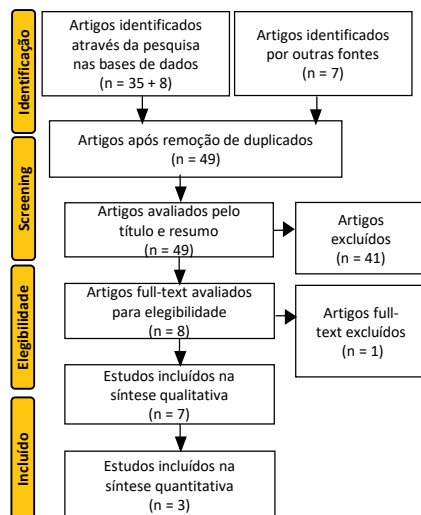 Identificação
Artigos identificados
através da pesquisa
nas bases de dados
(n = 35 + 8)
Artigos identificados
por outras fontes
(n = 7)
Screening
Artigos após remoção de duplicados
(n = 49)
Artigos avaliados pelo
título e resumo
(n = 49)
Artigos
excluídos
(n = 41)
Elegibilidade
Artigos full-text avaliados
para elegibilidade
(n = 8)
Artigos full-
text excluídos
(n = 1)
Estudos incluídos na
síntese qualitativa
(n = 7)
Incluído
Estudos incluídos na
síntese quantitativa
(n = 3)